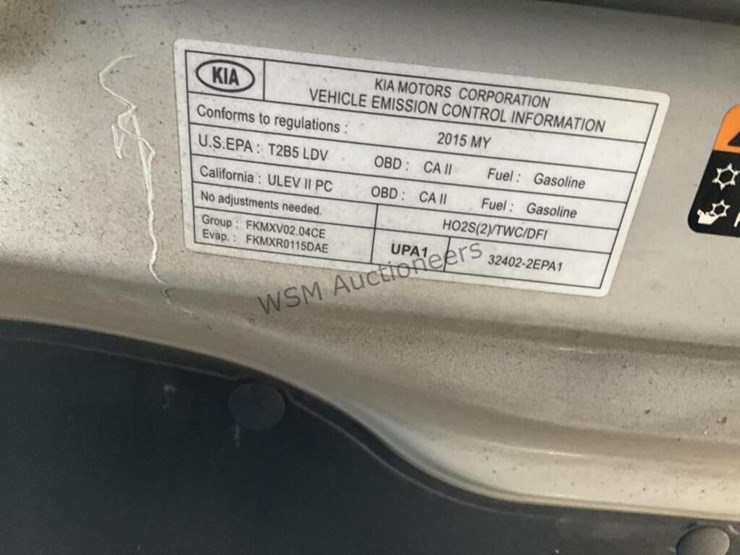 KIA
KIA MOTORS CORPORATION
VEHICLE EMISSION CONTROL INFORMATION
Conforms to regulations : 2015 MY
U.S.EPA : T2B5 LDV OBD : CA II Fuel : Gasoline
California : ULEV II PC OBD : CA II Fuel : Gasoline
No adjustments needed. HO2S(2)/TWC/DFI
Group : FKMXV02.04CE
Evap. : FKMXR0115DAE
UPA1 32402-2EPA1
WSM Auctioneers